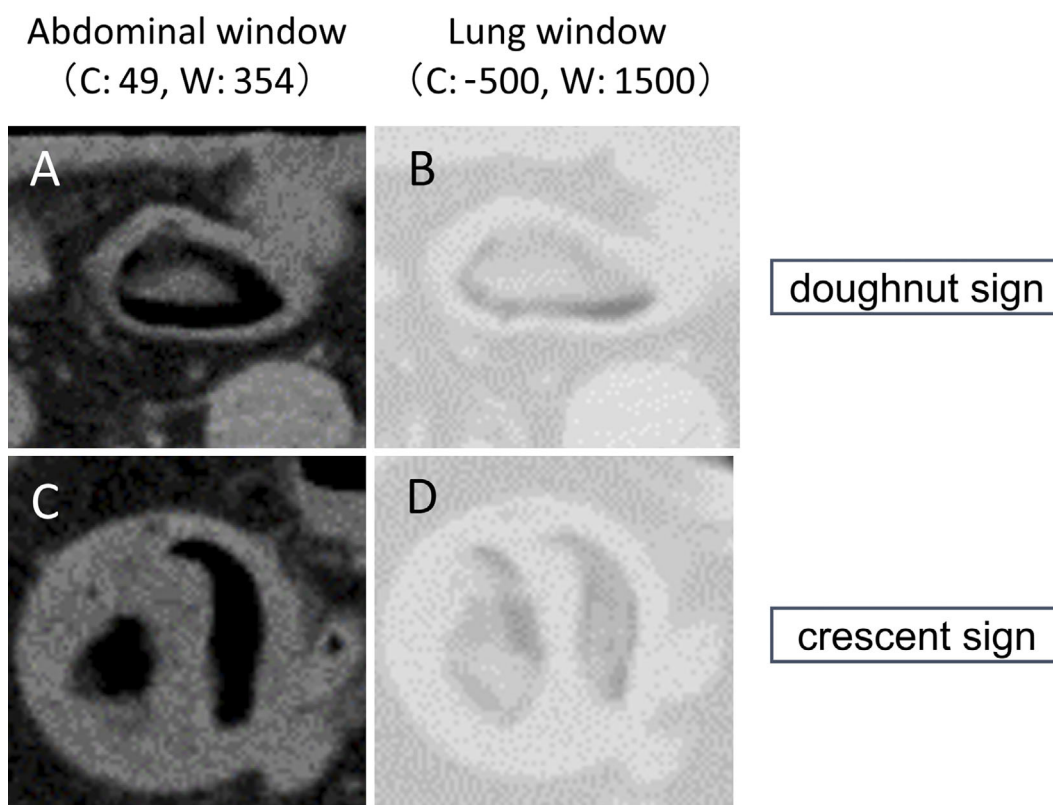 Abdominal window
（C: 49, W: 354）
Lung window
（C: -500, W: 1500）
A
B
doughnut sign
C
D
crescent sign